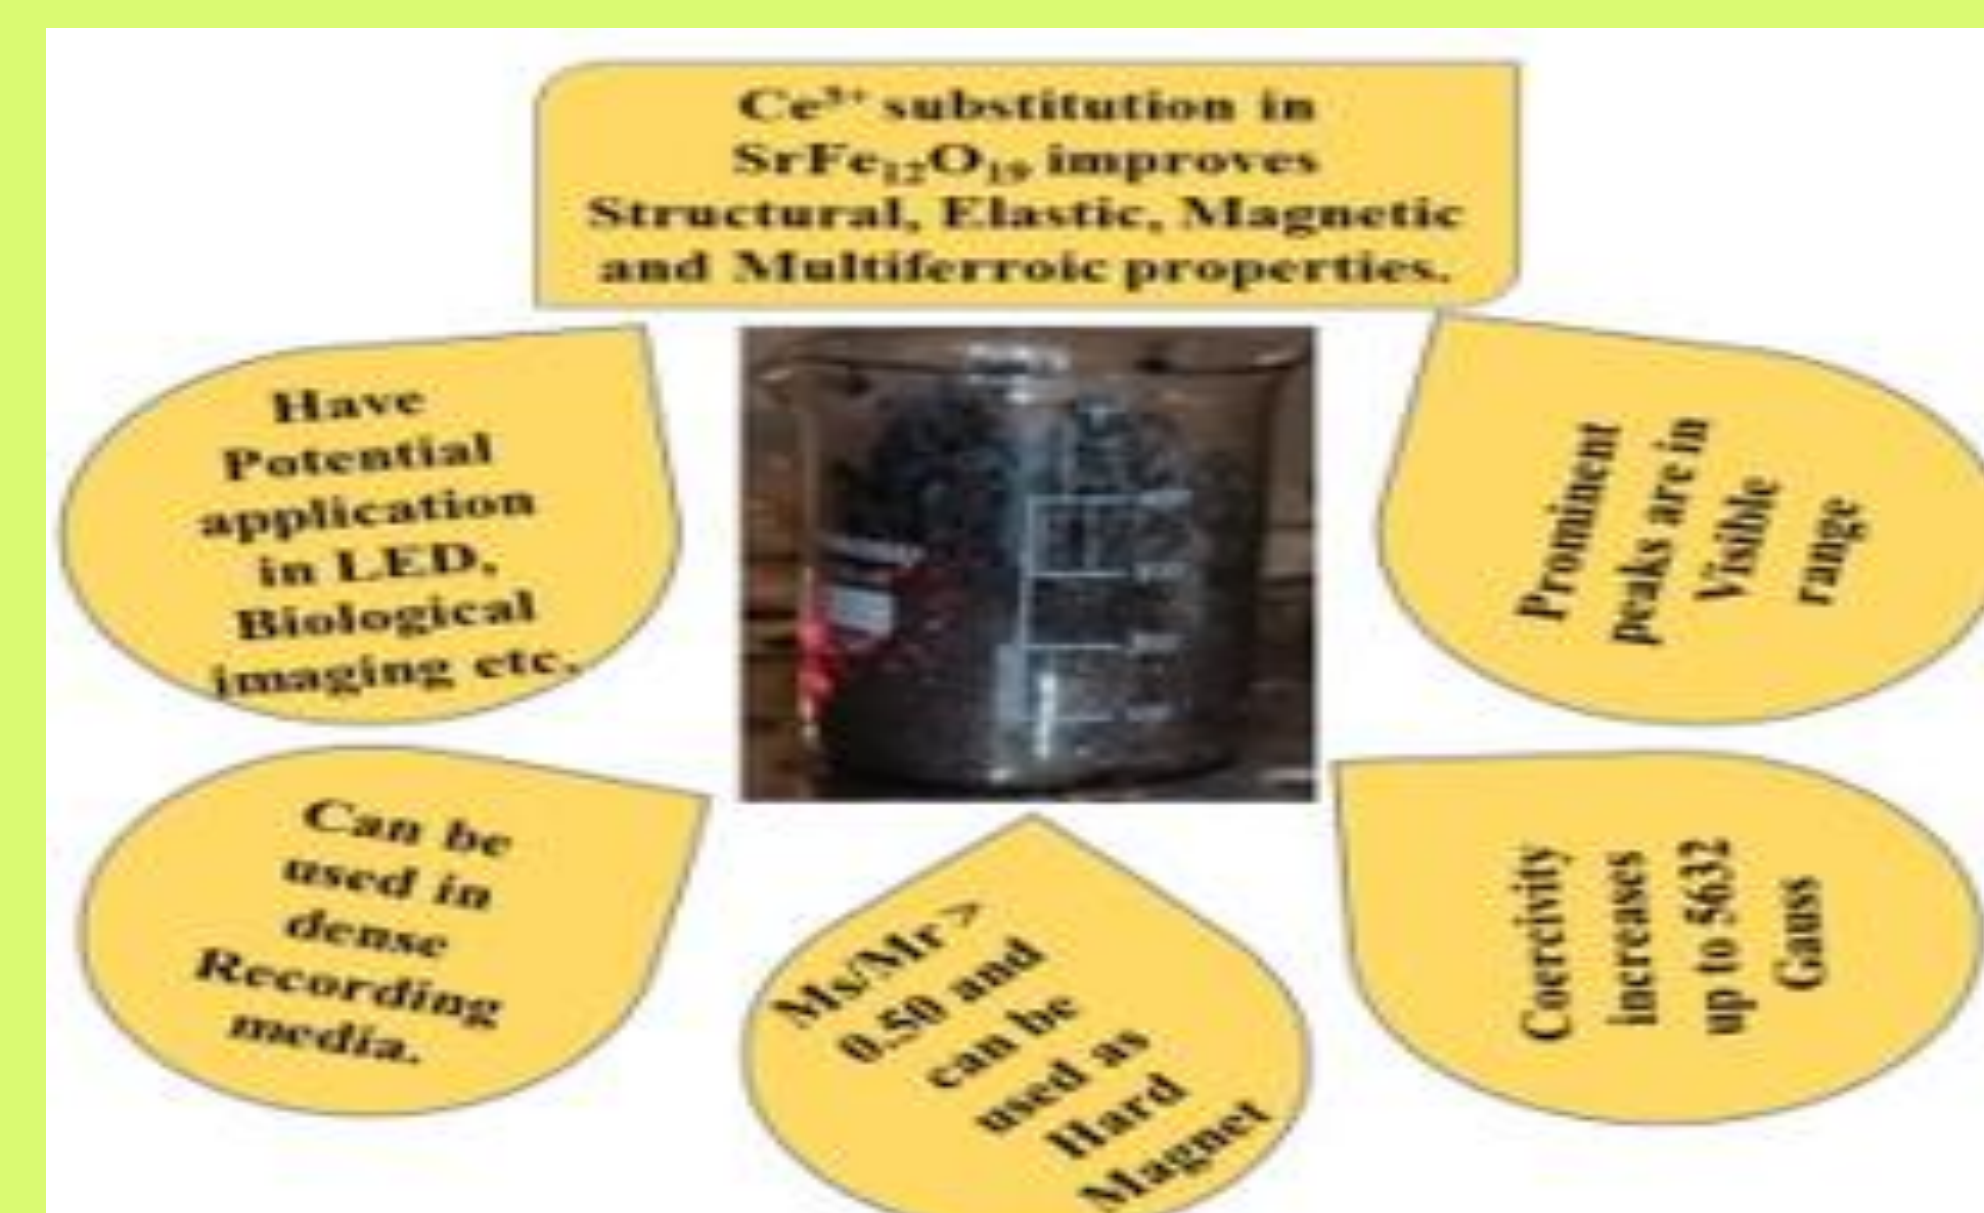 Ce³⁺ substitution in
SrFe₁₂O₁₉ improves
Structural, Elastic, Magnetic
and Multiferroic properties.
Have
Potential
application
in LED,
Biological
imaging etc.
Prominent
peaks are in
Visible
range
Can be
used in
dense
Recording
media.
Ms/Mr >
0.50 and
can be
used as
Hard
Magnet
Coercivity
increases
up to 5632
Gauss